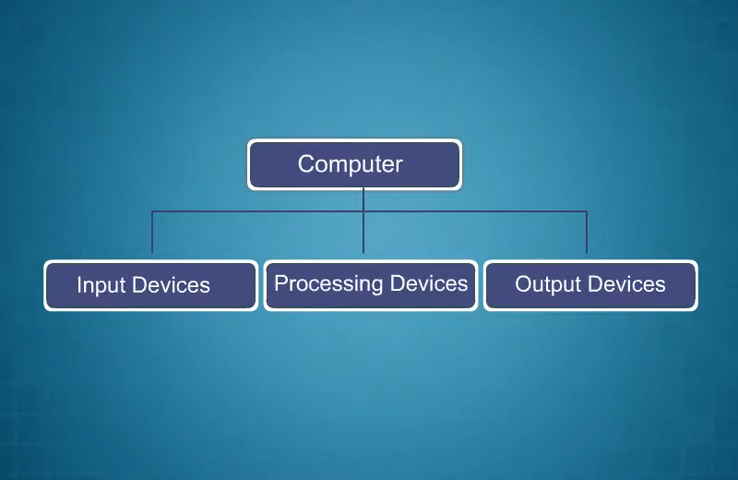 Computer
Input Devices
Processing Devices
Output Devices